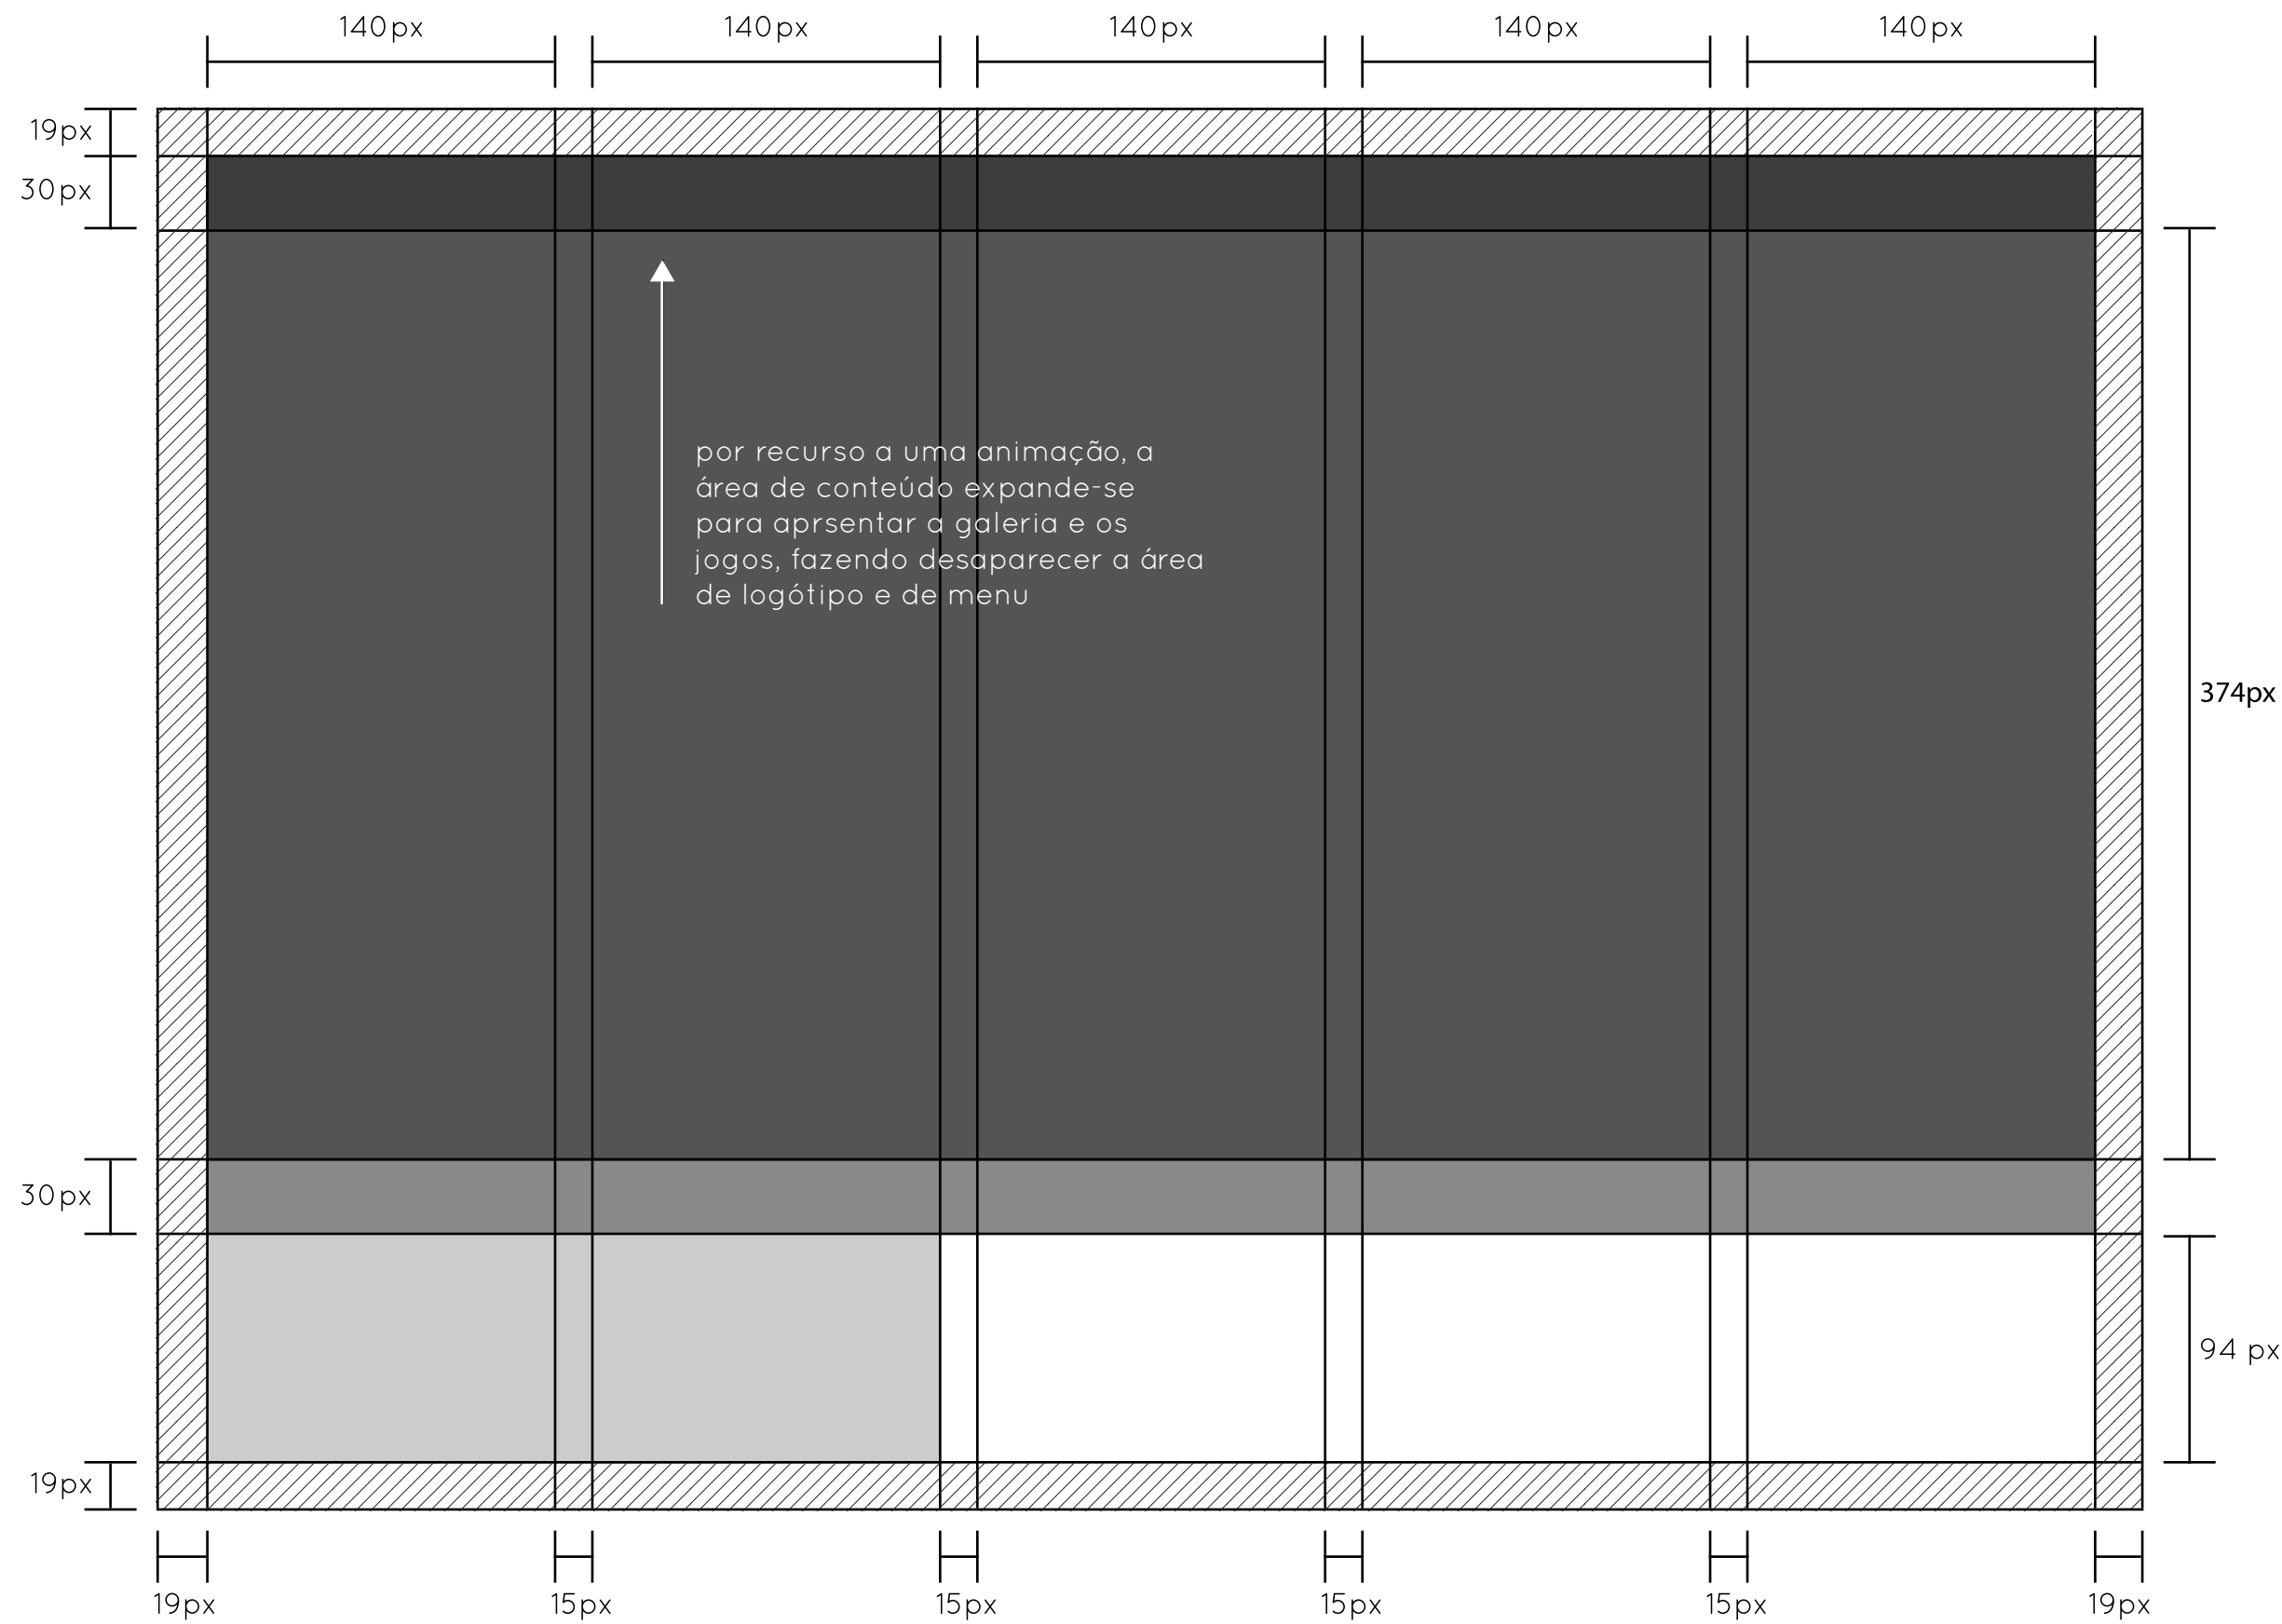 140px 140px 140px 140px 140px
19px
30px
por recurso a uma animação, a
área de conteúdo expande-se
para aprsentar a galeria e os
jogos, fazendo desaparecer a área
de logótipo e de menu
374px
30px
94 px
19px
19px 15px 15px 15px 15px 19px